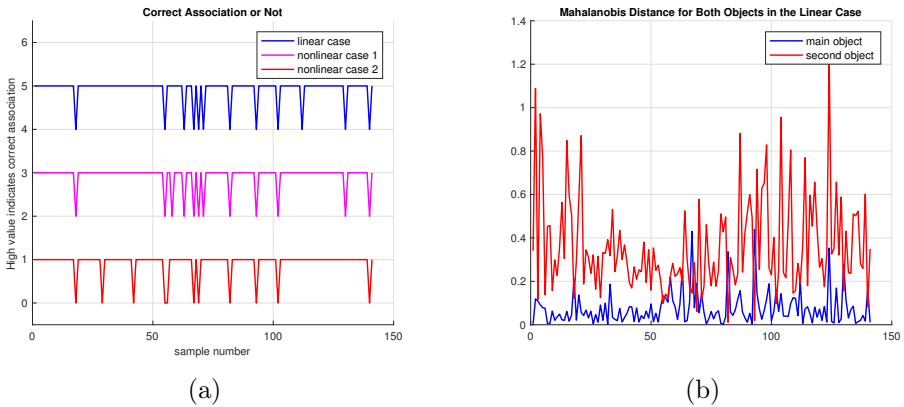 Correct Association or Not
6
5
4
3
2
1
0
0
50
100
150
High value indicates correct association
sample number
linear case
nonlinear case 1
nonlinear case 2
(a)
Mahalanobis Distance for Both Objects in the Linear Case
1.4
1.2
1
0.8
0.6
0.4
0.2
0
0
50
100
150
main object
second object
(b)